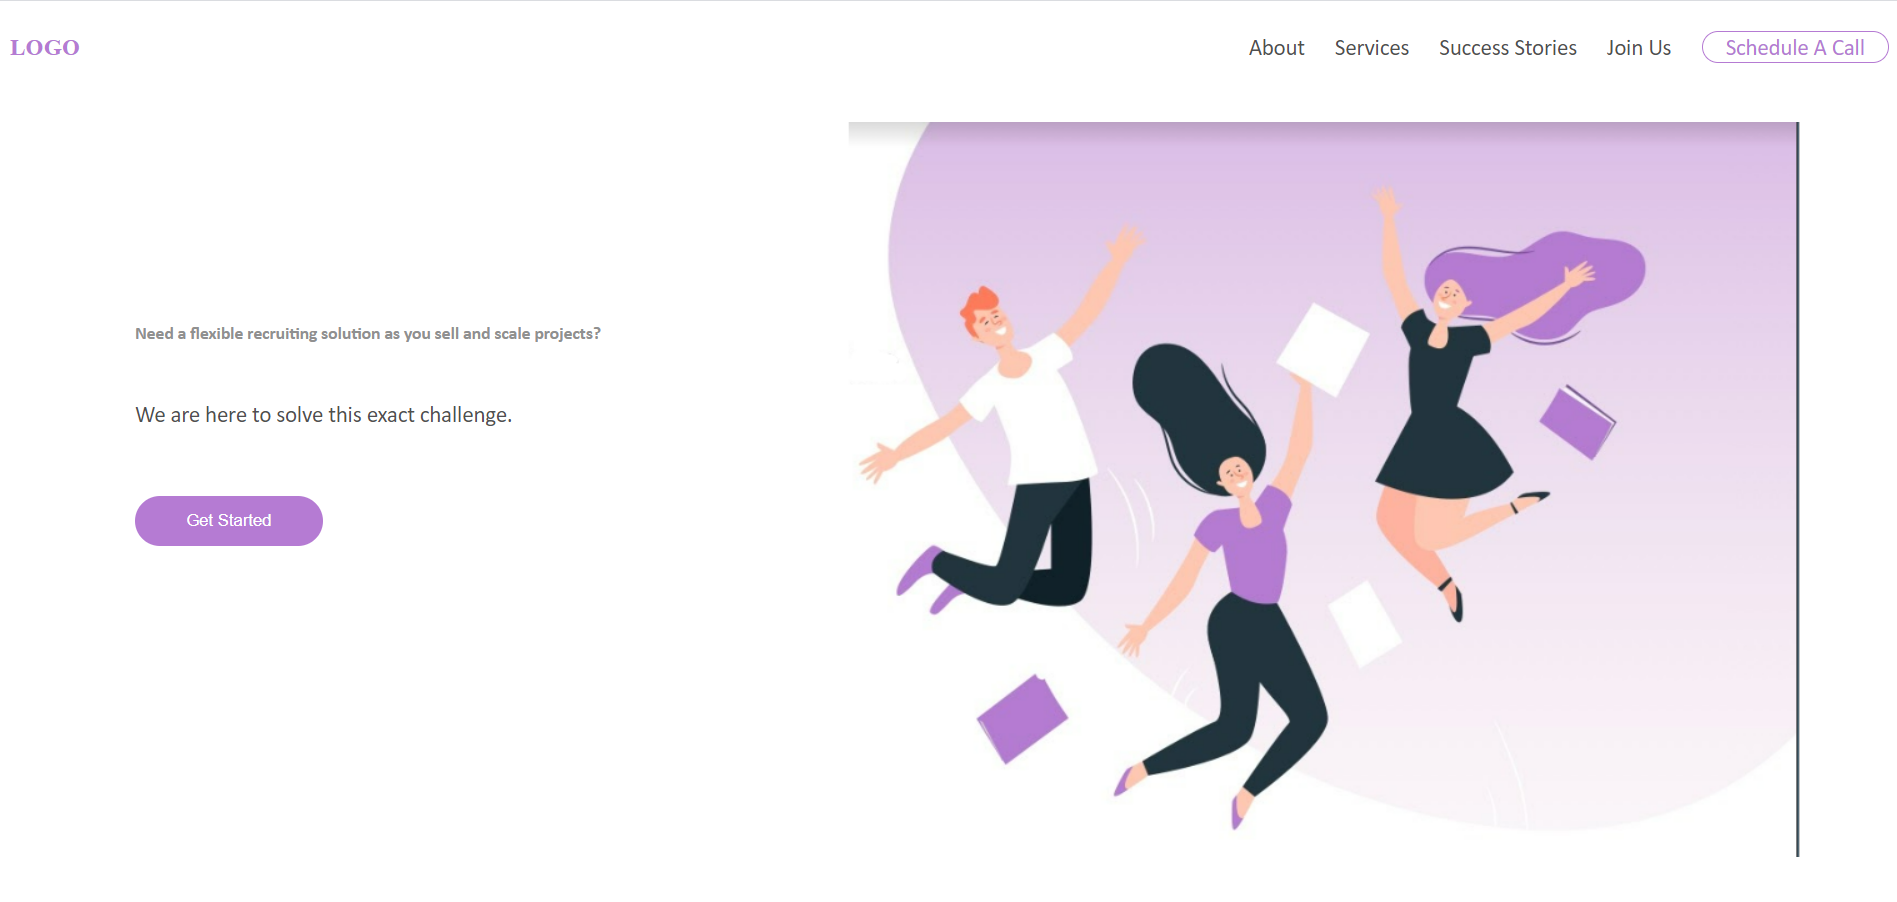 LOGO
About Services Success Stories Join Us Schedule A Call
Need a flexible recruiting solution as you sell and scale projects?
We are here to solve this exact challenge.
Get Started